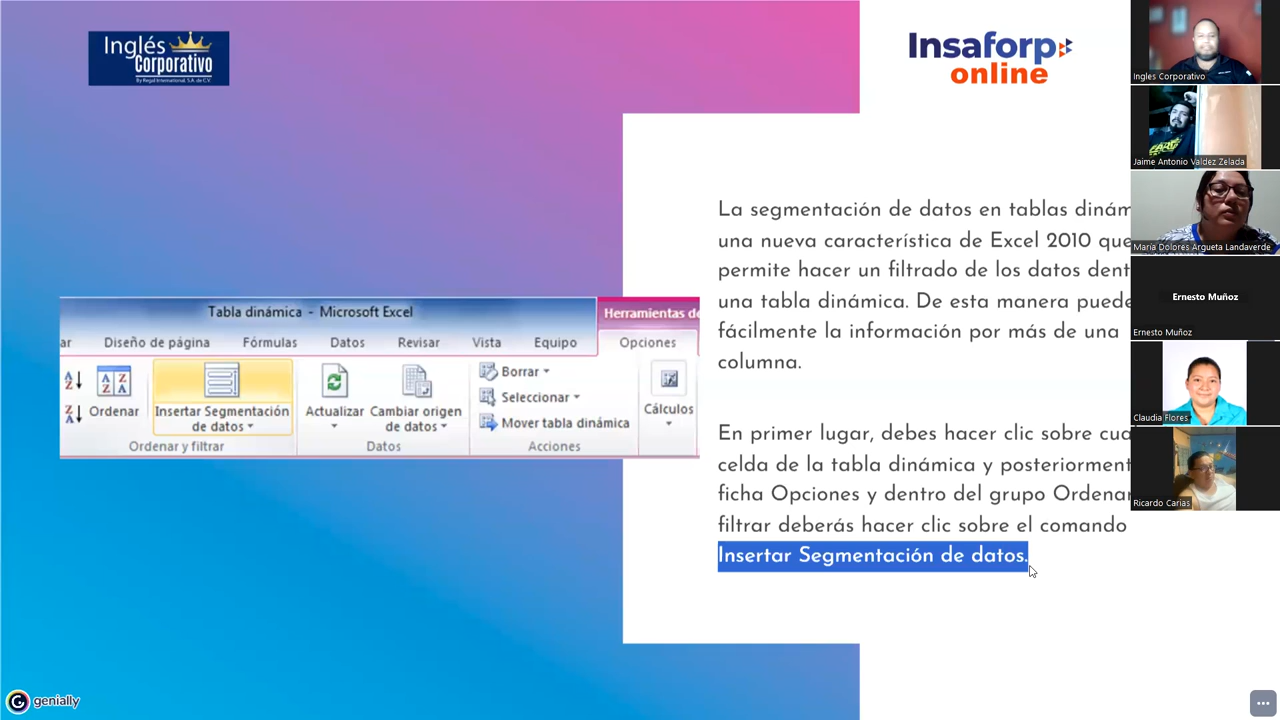 Inglés
Corporativo
By Regal International, S.A. de C.V.
Insaforp
online
La segmentación de datos en tablas dinám
una nueva característica de Excel 2010 que
permite hacer un filtrado de los datos dent
una tabla dinámica. De esta manera puede
fácilmente la información por más de una
columna.
En primer lugar, debes hacer clic sobre cua
celda de la tabla dinámica y posteriorment
ficha Opciones y dentro del grupo Ordenar
filtrar deberás hacer clic sobre el comando
Insertar Segmentación de datos.
Tabla dinámica - Microsoft Excel
Herramientas de
ar Diseño de página Fórmulas Datos Revisar Vista Equipo Opciones
Ordenar
Insertar Segmentación
de datos
Ordenar y filtrar
Actualizar
Cambiar origen
de datos
Datos
Borrar
Seleccionar
Mover tabla dinámica
Acciones
Cálculos
genially
Ingles Corporativo
Jaime Antonio Valdez Zelada
María Dolores Argueta Landaverde
Ernesto Muñoz
Ernesto Muñoz
Claudia Flores
Ricardo Carias